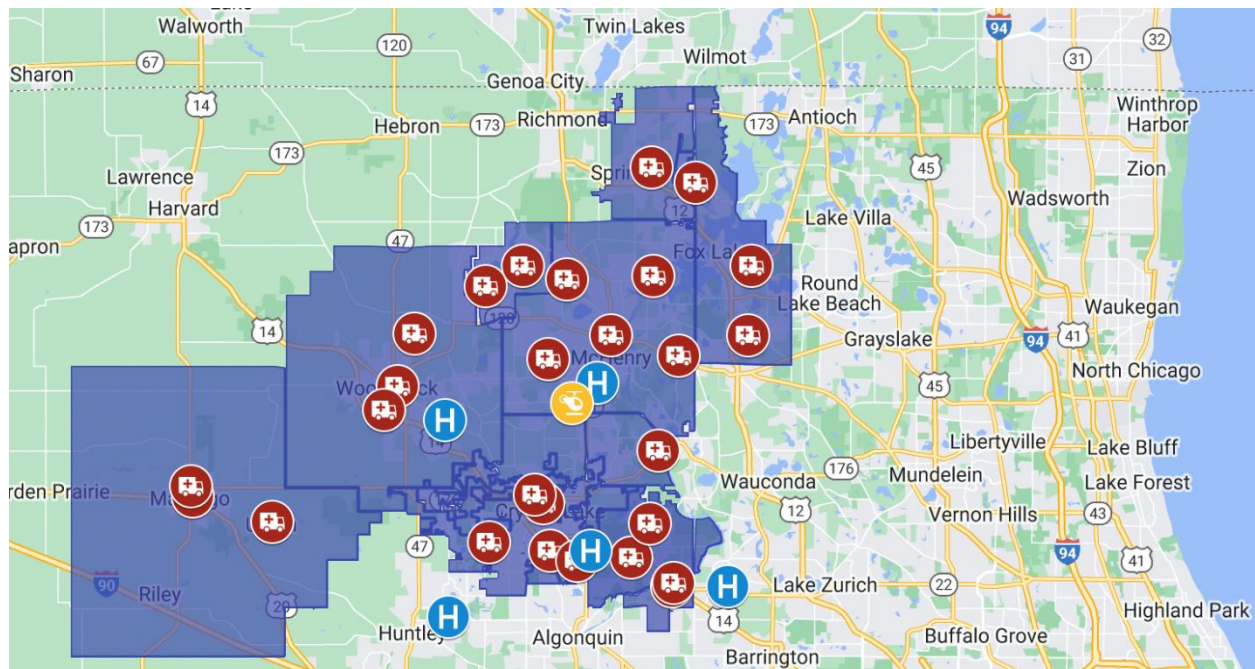 Lake
Walworth
67
Sharon
14
120
Twin Lakes
Wilmot
94
32
31
Genoa City
Richmond
173
173
Antioch
Winthrop
Harbor
Hebron
173
Zion
Lawrence
Harvard
45
Wadsworth
173
12
Lake Villa
47
Fox
Round
Lake Beach
Waukegan
14
Grayslake
41
94
45
North Chicago
H
H
14
Libertyville
Lake Bluff
Wauconda
176
Mundelein
Lake Forest
12
Vernon Hills
43
47
H
94
41
90
Riley
20
H
Lake Zurich
22
H
Huntley
Algonquin
14
Highland Park
Buffalo Grove
Barrington